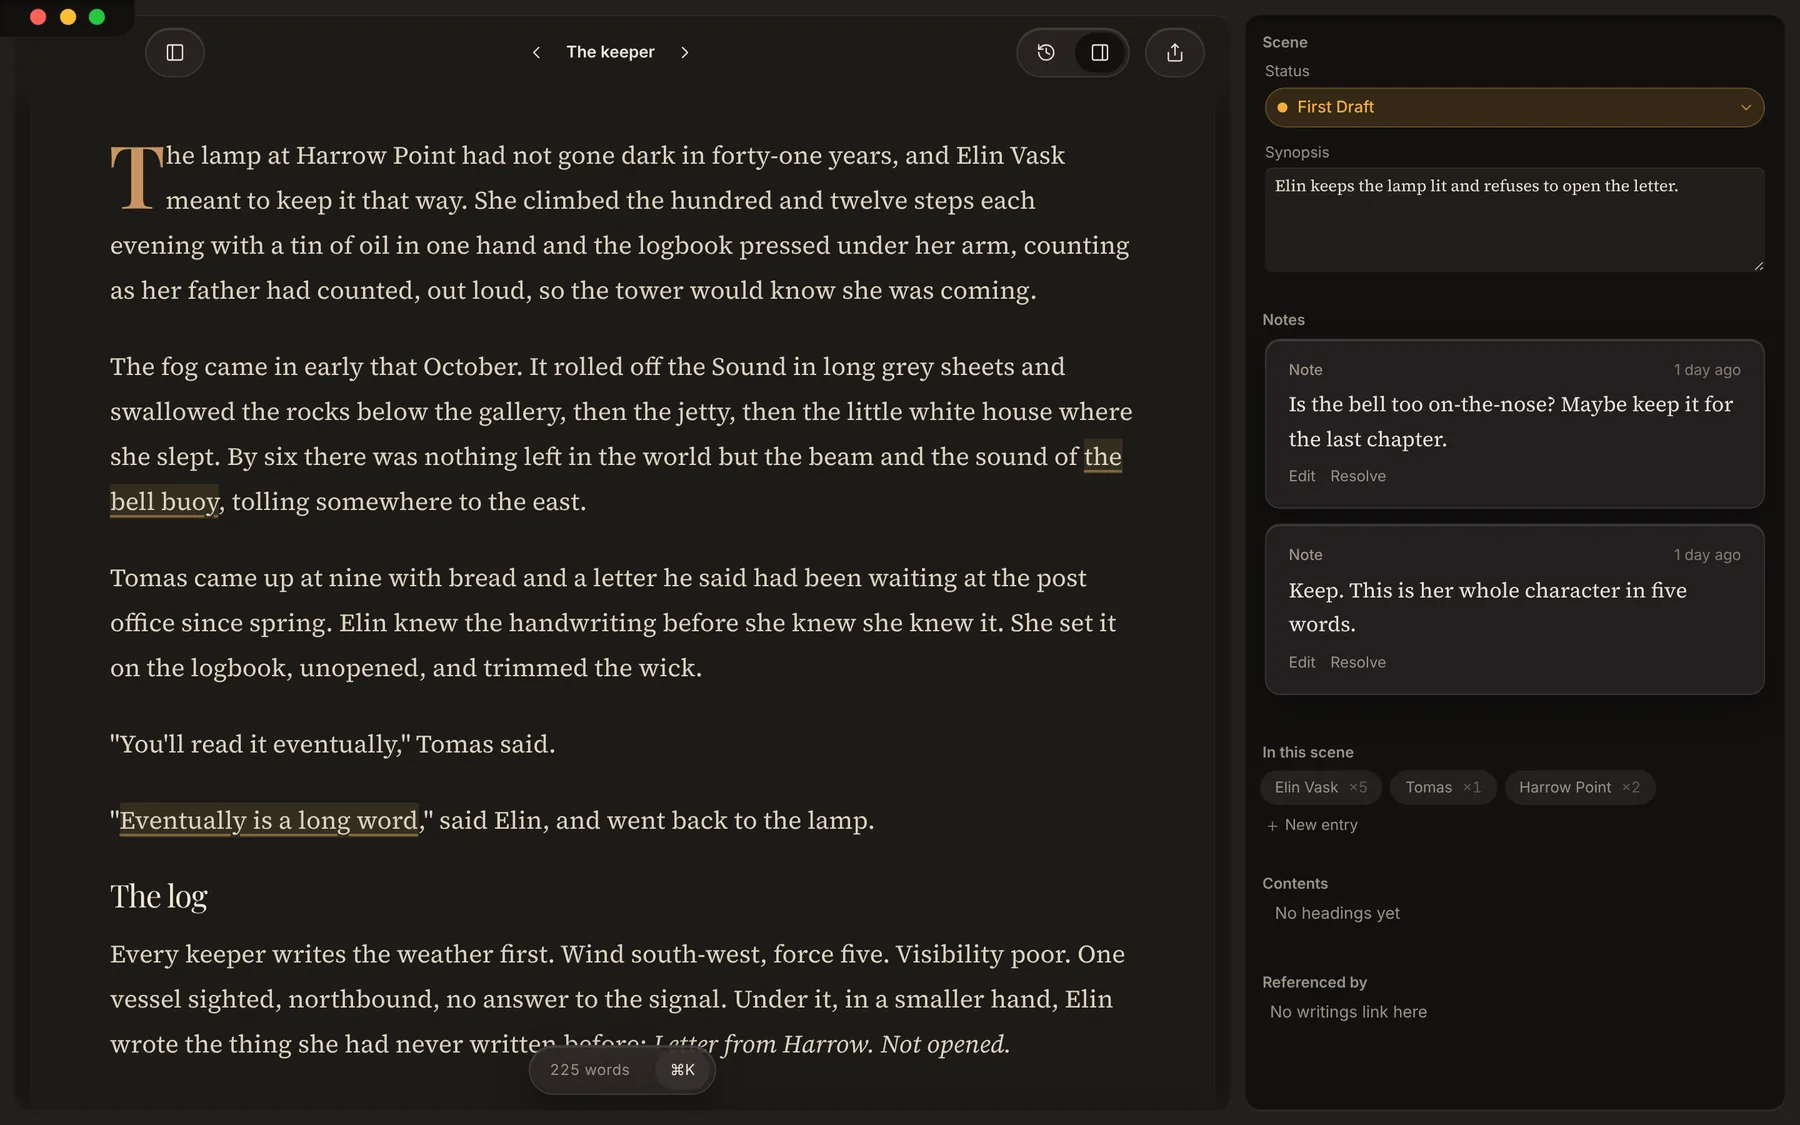 The keeper
The lamp at Harrow Point had not gone dark in forty-one years, and Elin Vask
meant to keep it that way. She climbed the hundred and twelve steps each
evening with a tin of oil in one hand and the logbook pressed under her arm, counting
as her father had counted, out loud, so the tower would know she was coming.
The fog came in early that October. It rolled off the Sound in long grey sheets and
swallowed the rocks below the gallery, then the jetty, then the little white house where
she slept. By six there was nothing left in the world but the beam and the sound of the
bell buoy, tolling somewhere to the east.
Tomas came up at nine with bread and a letter he said had been waiting at the post
office since spring. Elin knew the handwriting before she knew she knew it. She set it
on the logbook, unopened, and trimmed the wick.
"You'll read it eventually," Tomas said.
"Eventually is a long word," said Elin, and went back to the lamp.
The log
Every keeper writes the weather first. Wind south-west, force five. Visibility poor. One
vessel sighted, northbound, no answer to the signal. Under it, in a smaller hand, Elin
wrote the thing she had never written before: Letter from Harrow. Not opened.
225 words ⌘K
Scene
Status
First Draft
Synopsis
Elin keeps the lamp lit and refuses to open the letter.
Notes
Note 1 day ago
Is the bell too on-the-nose? Maybe keep it for
the last chapter.
Edit Resolve
Note 1 day ago
Keep. This is her whole character in five
words.
Edit Resolve
In this scene
Elin Vask ×5 Tomas ×1 Harrow Point ×2
+ New entry
Contents
No headings yet
Referenced by
No writings link here